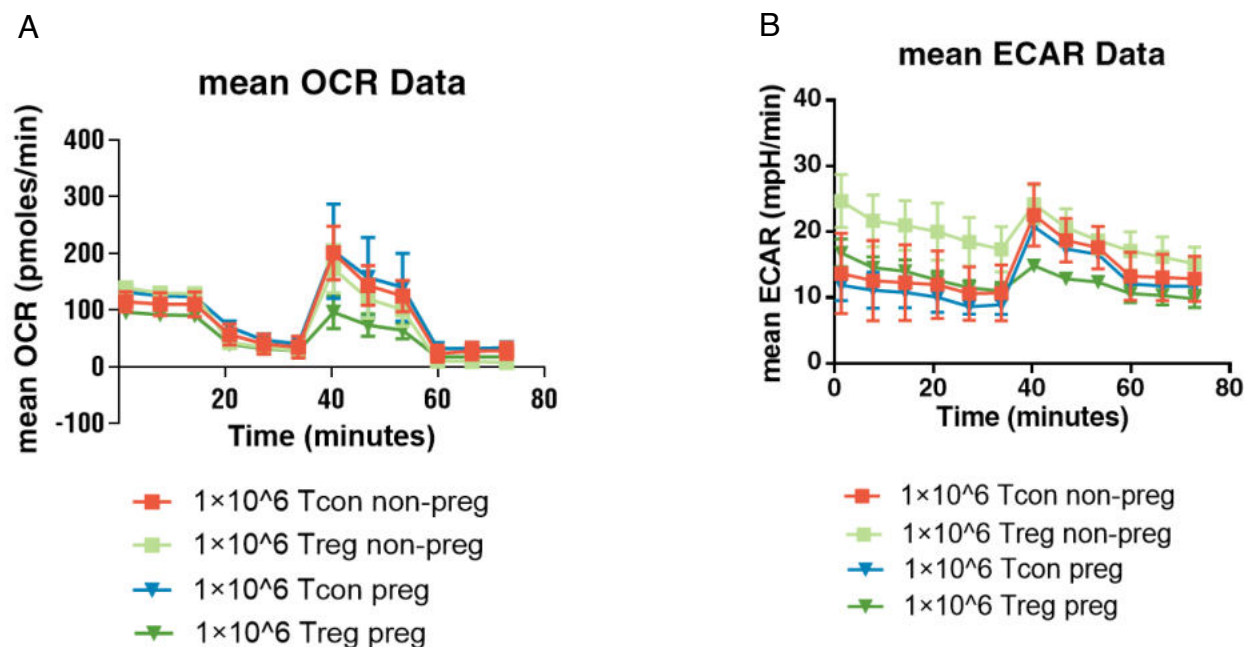 A
mean OCR Data
mean OCR (pmoles/min)
400
300
200
100
0
-100
20
40
60
80
Time (minutes)
1×10^6 Tcon non-preg
1×10^6 Treg non-preg
1×10^6 Tcon preg
1×10^6 Treg preg
B
mean ECAR Data
mean ECAR (mpH/min)
40
30
20
10
0
0
20
40
60
80
Time (minutes)
1×10^6 Tcon non-preg
1×10^6 Treg non-preg
1×10^6 Tcon preg
1×10^6 Treg preg